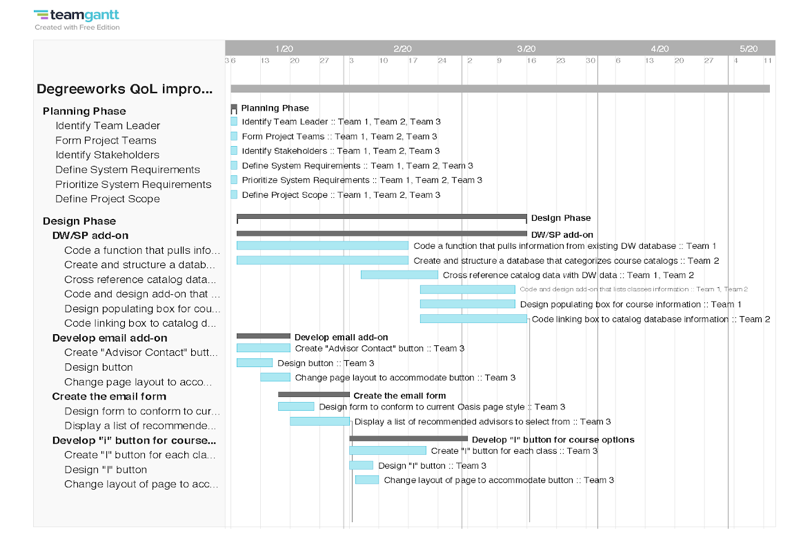 teamgantt
Created with Free Edition
1/20 2/20 3/20 4/20 5/20
3 6 13 20 27 3 10 17 24 2 9 16 23 30 6 13 20 27 4 11
Degreeworks QoL impro...
Planning Phase Planning Phase
Identify Team Leader Identify Team Leader :: Team 1, Team 2, Team 3
Form Project Teams Form Project Teams :: Team 1, Team 2, Team 3
Identify Stakeholders Identify Stakeholders :: Team 1, Team 2, Team 3
Define System Requirements Define System Requirements :: Team 1, Team 2, Team 3
Prioritize System Requirements Prioritize System Requirements :: Team 1, Team 2, Team 3
Define Project Scope Define Project Scope :: Team 1, Team 2, Team 3
Design Phase Design Phase
DW/SP add-on DW/SP add-on
Code a function that pulls info... Code a function that pulls information from existing DW database :: Team 1
Create and structure a datab... Create and structure a database that categorizes course catalogs :: Team 2
Cross reference catalog data... Cross reference catalog data with DW data :: Team 1, Team 2
Code and design add-on that ... Code and design add-on that lists classes information :: Team 1, Team 2
Design populating box for cou... Design populating box for course information :: Team 1
Code linking box to catalog d... Code linking box to catalog database information :: Team 2
Develop email add-on Develop email add-on
Create "Advisor Contact" butt... Create "Advisor Contact" button :: Team 3
Design button Design button :: Team 3
Change page layout to acco... Change page layout to accommodate button :: Team 3
Create the email form Create the email form
Design form to conform to cur... Design form to conform to current Oasis page style :: Team 3
Display a list of recommende... Display a list of recommended advisors to select from :: Team 3
Develop "i" button for course... Develop "i" button for course options
Create "i" button for each cla... Create "i" button for each class :: Team 3
Design "I" button Design "I" button :: Team 3
Change layout of page to acc... Change layout of page to accommodate button :: Team 3